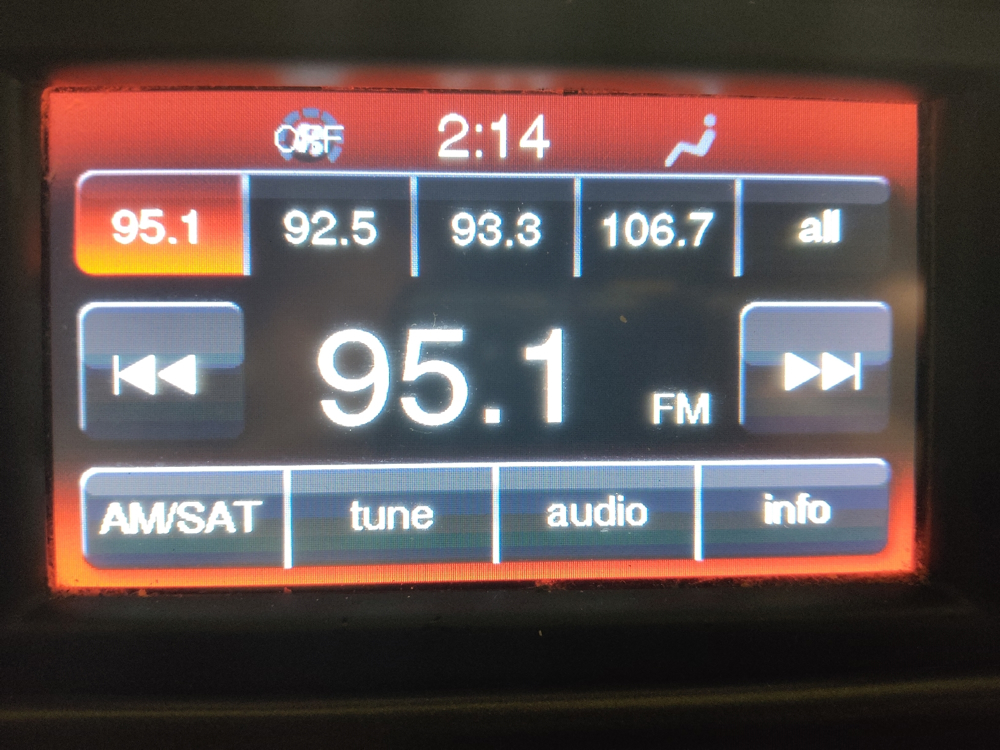 OFF 2:14
95.1 92.5 93.3 106.7 all
95.1 FM
AM/SAT tune audio info